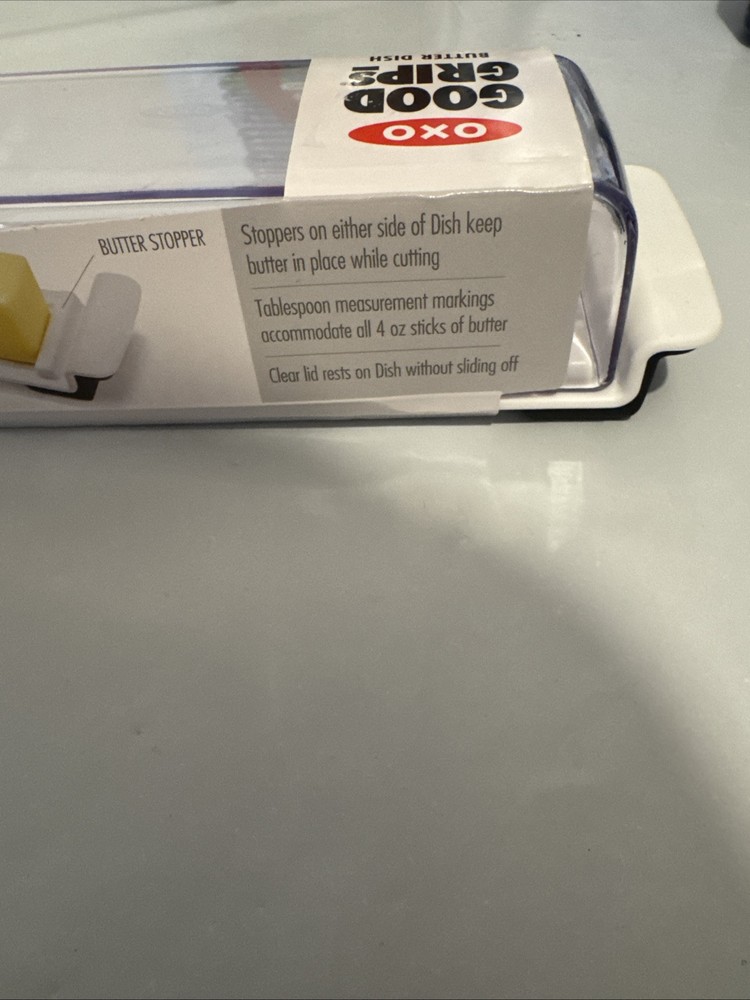 OXO
GOOD
GRIPS
BUTTER DISH
BUTTER STOPPER
Stoppers on either side of Dish keep
butter in place while cutting
Tablespoon measurement markings
accommodate all 4 oz sticks of butter
Clear lid rests on Dish without sliding off